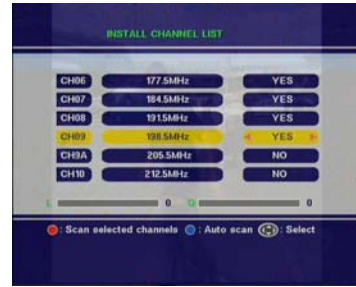 INSTALL CHANNEL LIST
CH06 177.5MHz YES
CH07 184.5MHz YES
CH08 191.5MHz YES
CH09 198.5MHz YES
CH9A 205.5MHz NO
CH10 212.5MHz NO
L 0 Q 0
: Scan selected channels : Auto scan : Select